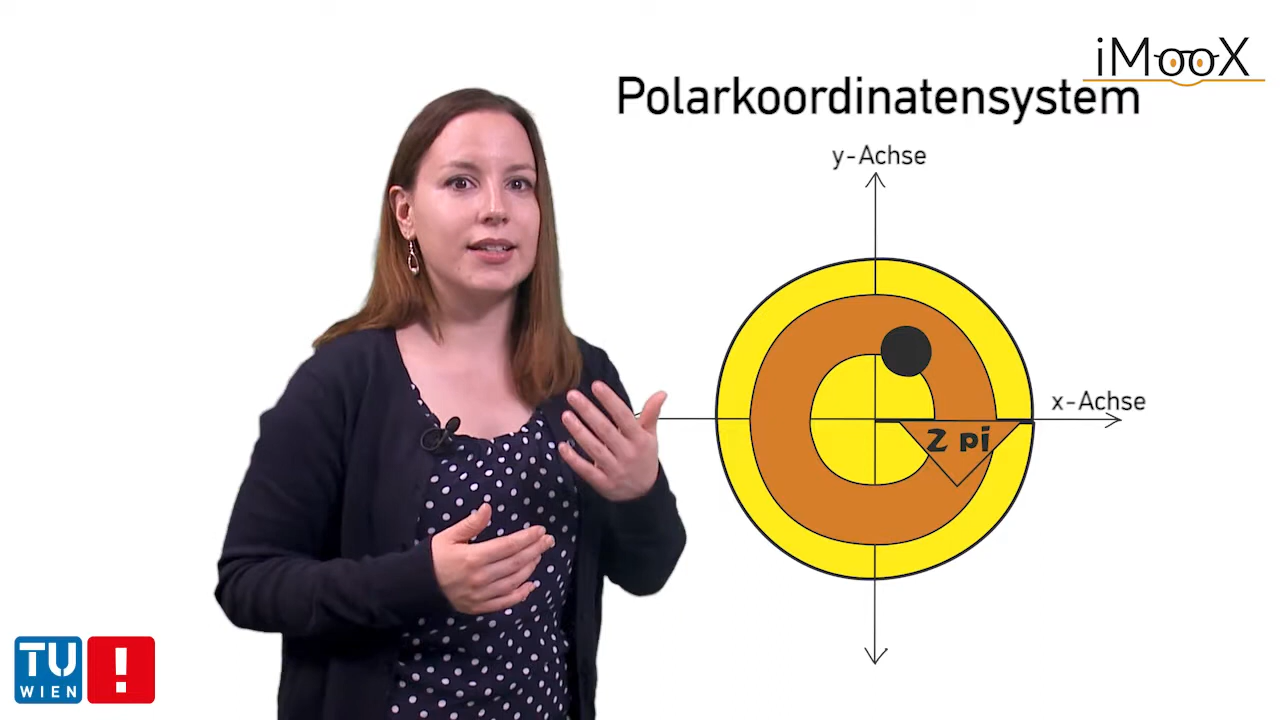 iMooX
Polarkoordinatensystem
y-Achse
x-Achse
2 pi
TU
WIEN
!